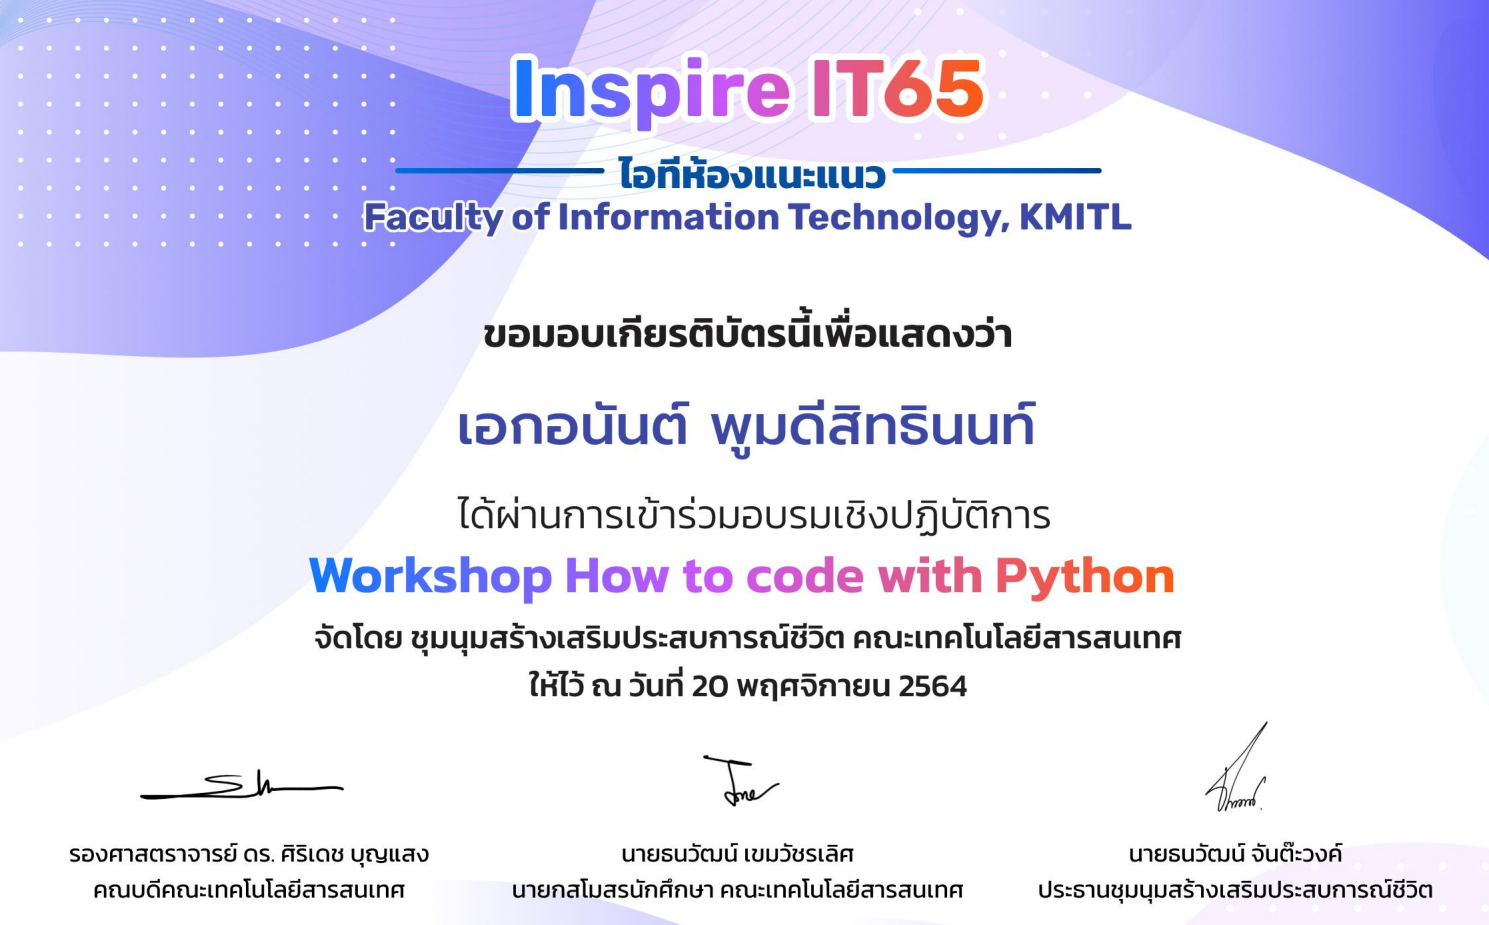 Inspire IT65
ไอทีห้องแนะแนว
Faculty of Information Technology, KMITL
ขอมอบเกียรติบัตรนี้เพื่อแสดงว่า
เอกอนันต์ พูมดีสิทธินนท์
ได้ผ่านการเข้าร่วมอบรมเชิงปฏิบัติการ
Workshop How to code with Python
จัดโดย ชุมนุมสร้างเสริมประสบการณ์ชีวิต คณะเทคโนโลยีสารสนเทศ
ให้ไว้ ณ วันที่ 20 พฤศจิกายน 2564
รองศาสตราจารย์ ดร. ศิริเดช บุญแสง
คณบดีคณะเทคโนโลยีสารสนเทศ
นายธนวัฒน์ เขมวัชรเลิศ
นายกสโมสรนักศึกษา คณะเทคโนโลยีสารสนเทศ
นายธนวัฒน์ จันต๊ะวงค์
ประธานชุมนุมสร้างเสริมประสบการณ์ชีวิต